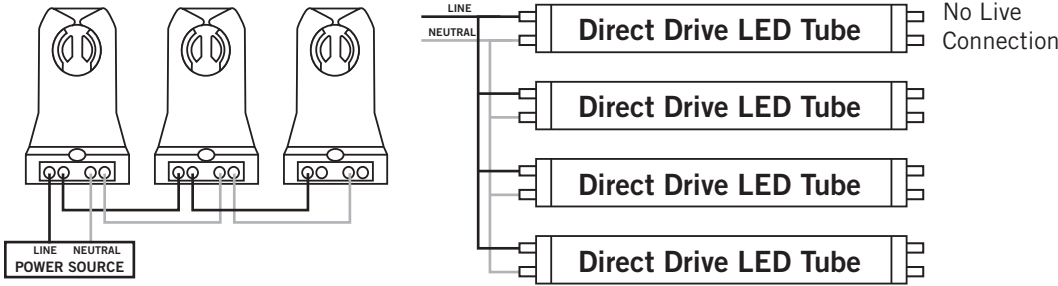 LINE NEUTRAL
POWER SOURCE
LINE
NEUTRAL
Direct Drive LED Tube
No Live
Connection
Direct Drive LED Tube
Direct Drive LED Tube
Direct Drive LED Tube